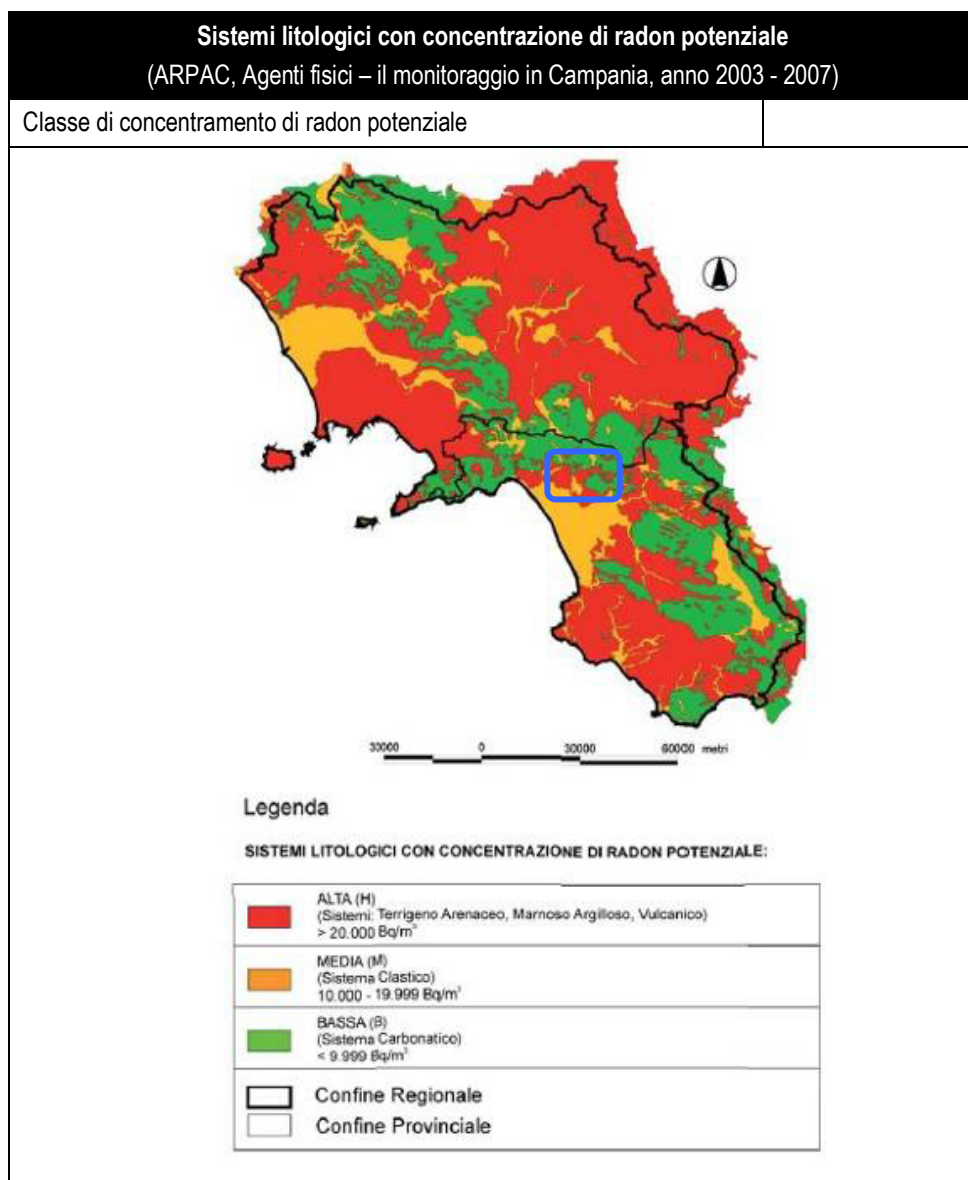 Sistemi litologici con concentrazione di radon potenziale
(ARPAC, Agenti fisici – il monitoraggio in Campania, anno 2003 - 2007)
Classe di concentramento di radon potenziale
30000 0 30000 60000 metri
Legenda
SISTEMI LITOLOGICI CON CONCENTRAZIONE DI RADON POTENZIALE:
ALTA (H)
(Sistemi: Terrigeno Arenaceo, Marnoso Argilloso, Vulcanico)
> 20.000 Bq/m³
MEDIA (M)
(Sistema Clastico)
10.000 - 19.999 Bq/m³
BASSA (B)
(Sistema Carbonatico)
< 9.999 Bq/m³
Confine Regionale
Confine Provinciale